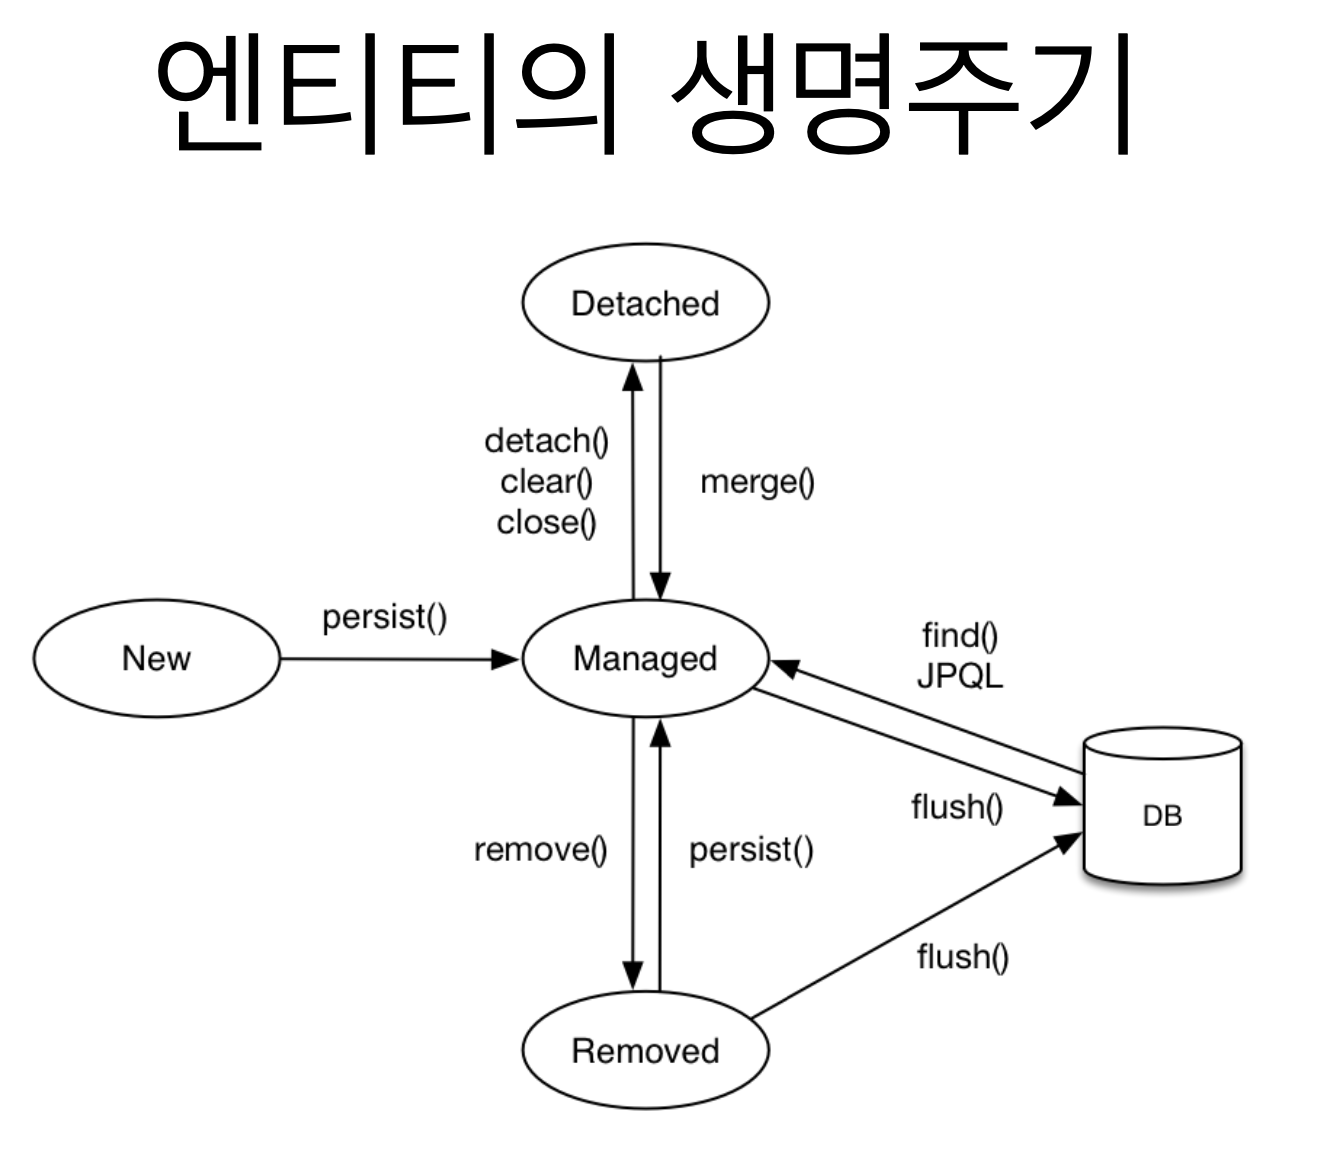 엔티티의 생명주기
Detached
detach()
clear()
close()
merge()
New
persist()
Managed
find()
JPQL
flush()
DB
remove()
persist()
flush()
Removed